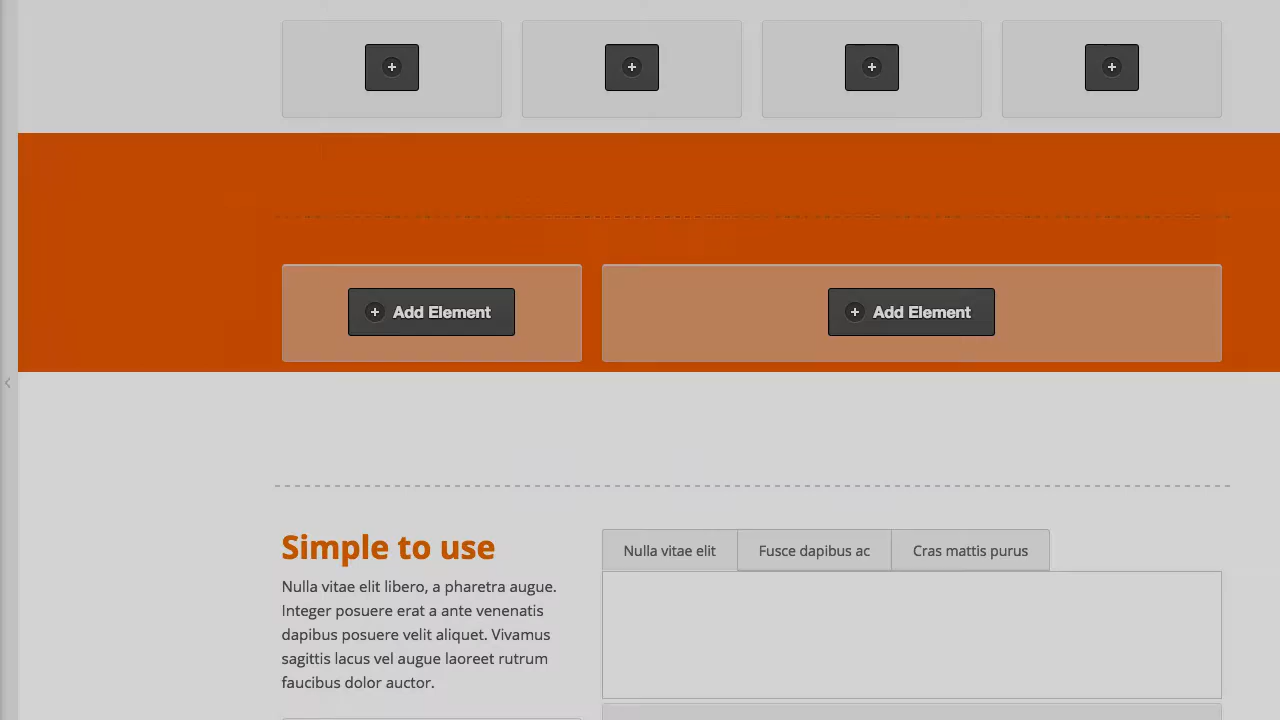 Add Element
Add Element
Simple to use
Nulla vitae elit
Fusce dapibus ac
Cras mattis purus
Nulla vitae elit libero, a pharetra augue.
Integer posuere erat a ante venenatis
dapibus posuere velit aliquet. Vivamus
sagittis lacus vel augue laoreet rutrum
faucibus dolor auctor.